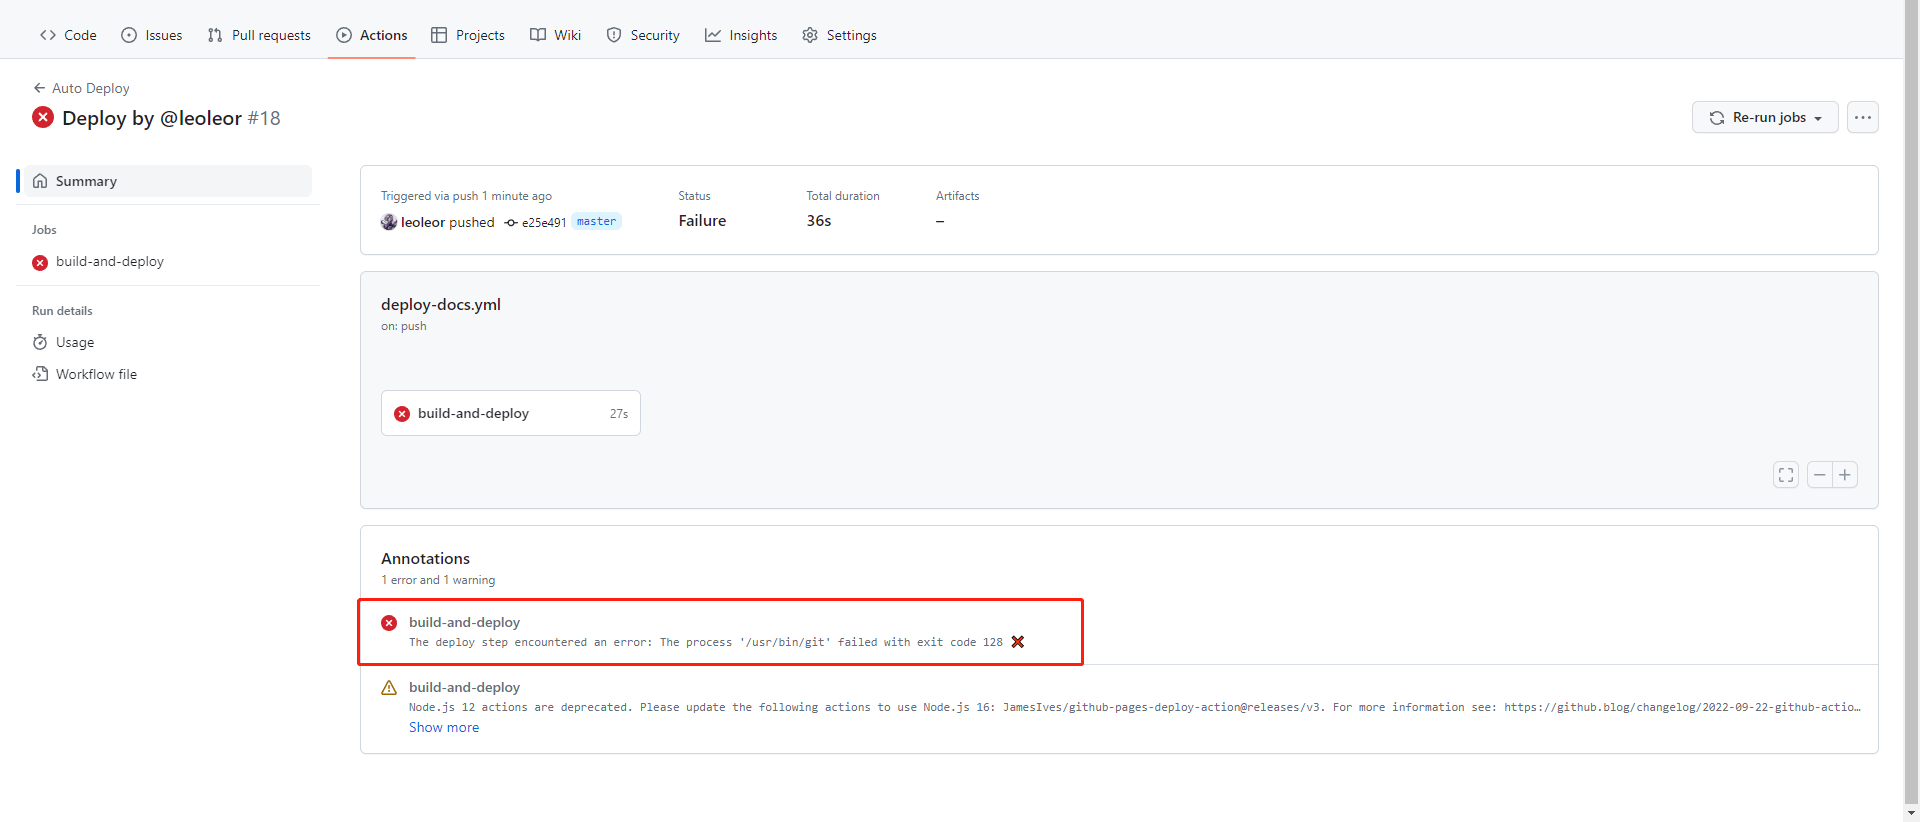 Code Issues Pull requests Actions Projects Wiki Security Insights Settings
Auto Deploy
Deploy by @leoleor #18
Re-run jobs
Summary
Jobs
build-and-deploy
Run details
Usage
Workflow file
Triggered via push 1 minute ago
leoleor pushed e25e491 master
Status
Failure
Total duration
36s
Artifacts
–
deploy-docs.yml
on: push
build-and-deploy 27s
Annotations
1 error and 1 warning
build-and-deploy
The deploy step encountered an error: The process '/usr/bin/git' failed with exit code 128 ❌
build-and-deploy
Node.js 12 actions are deprecated. Please update the following actions to use Node.js 16: JamesIves/github-pages-deploy-action@releases/v3. For more information see: https://github.blog/changelog/2022-09-22-github-actio…
Show more